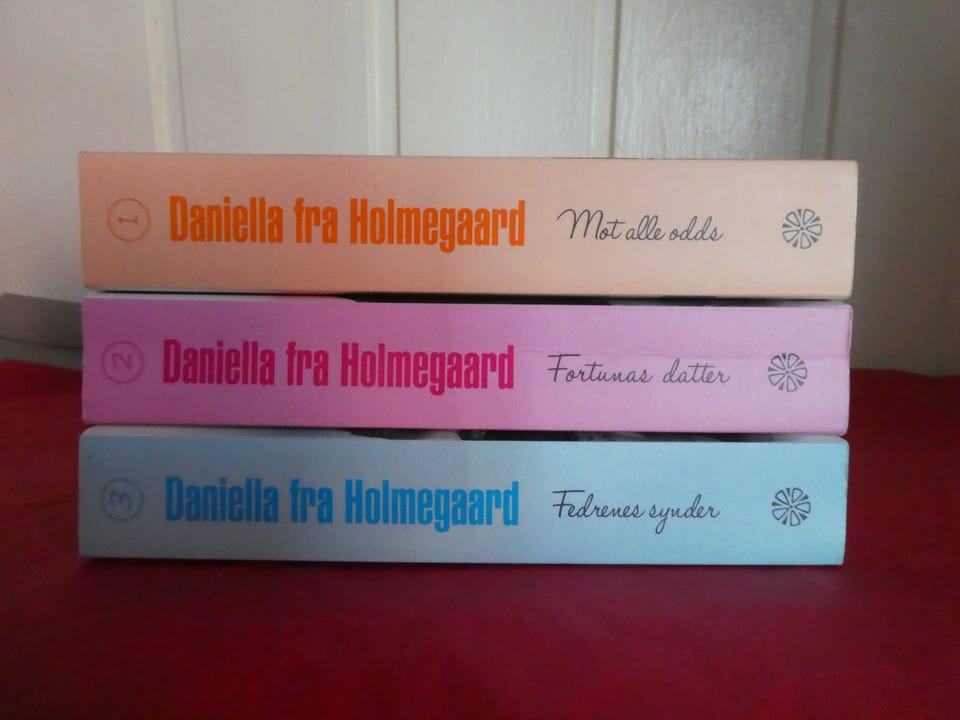 1 Daniella fra Holmegaard Mot alle odds
2 Daniella fra Holmegaard Fortunas datter
3 Daniella fra Holmegaard Fedrenes synder